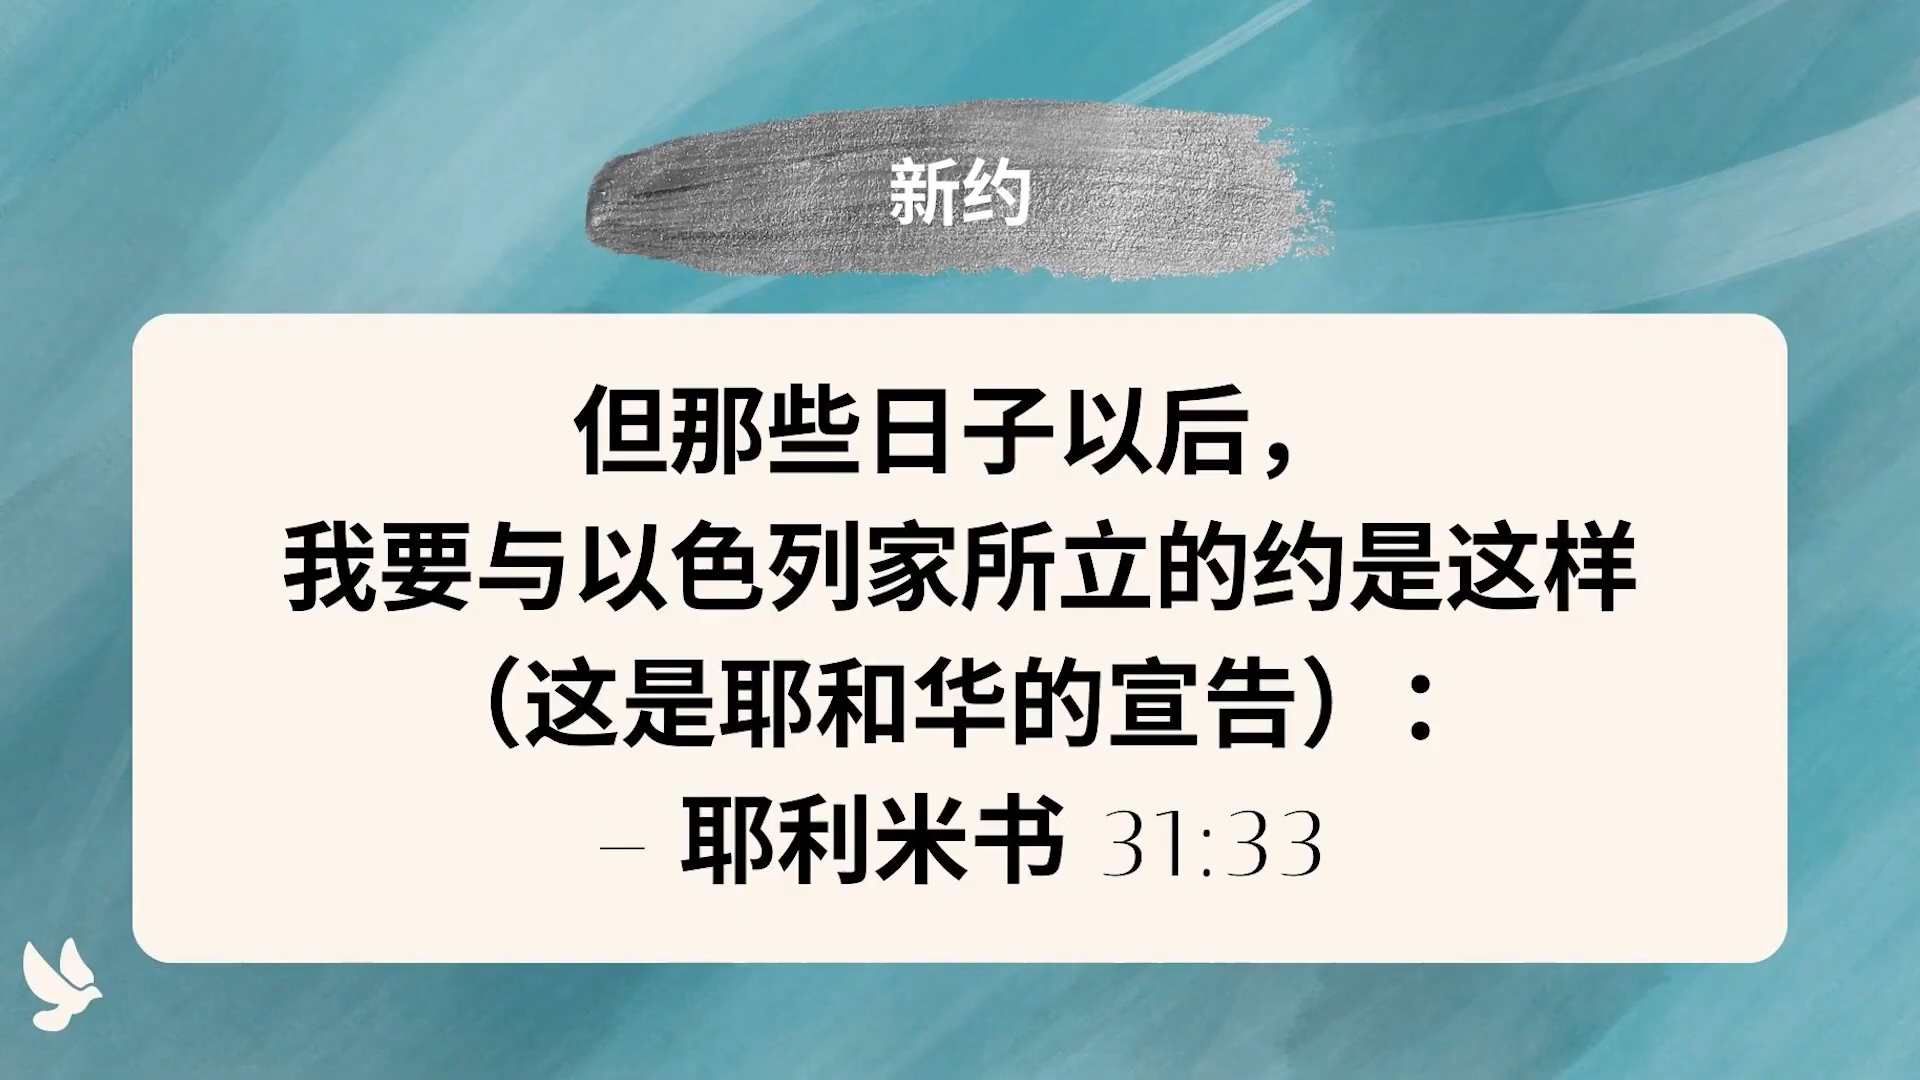 新约
但那些日子以后，
我要与以色列家所立的约是这样
（这是耶和华的宣告）：
– 耶利米书 31:33